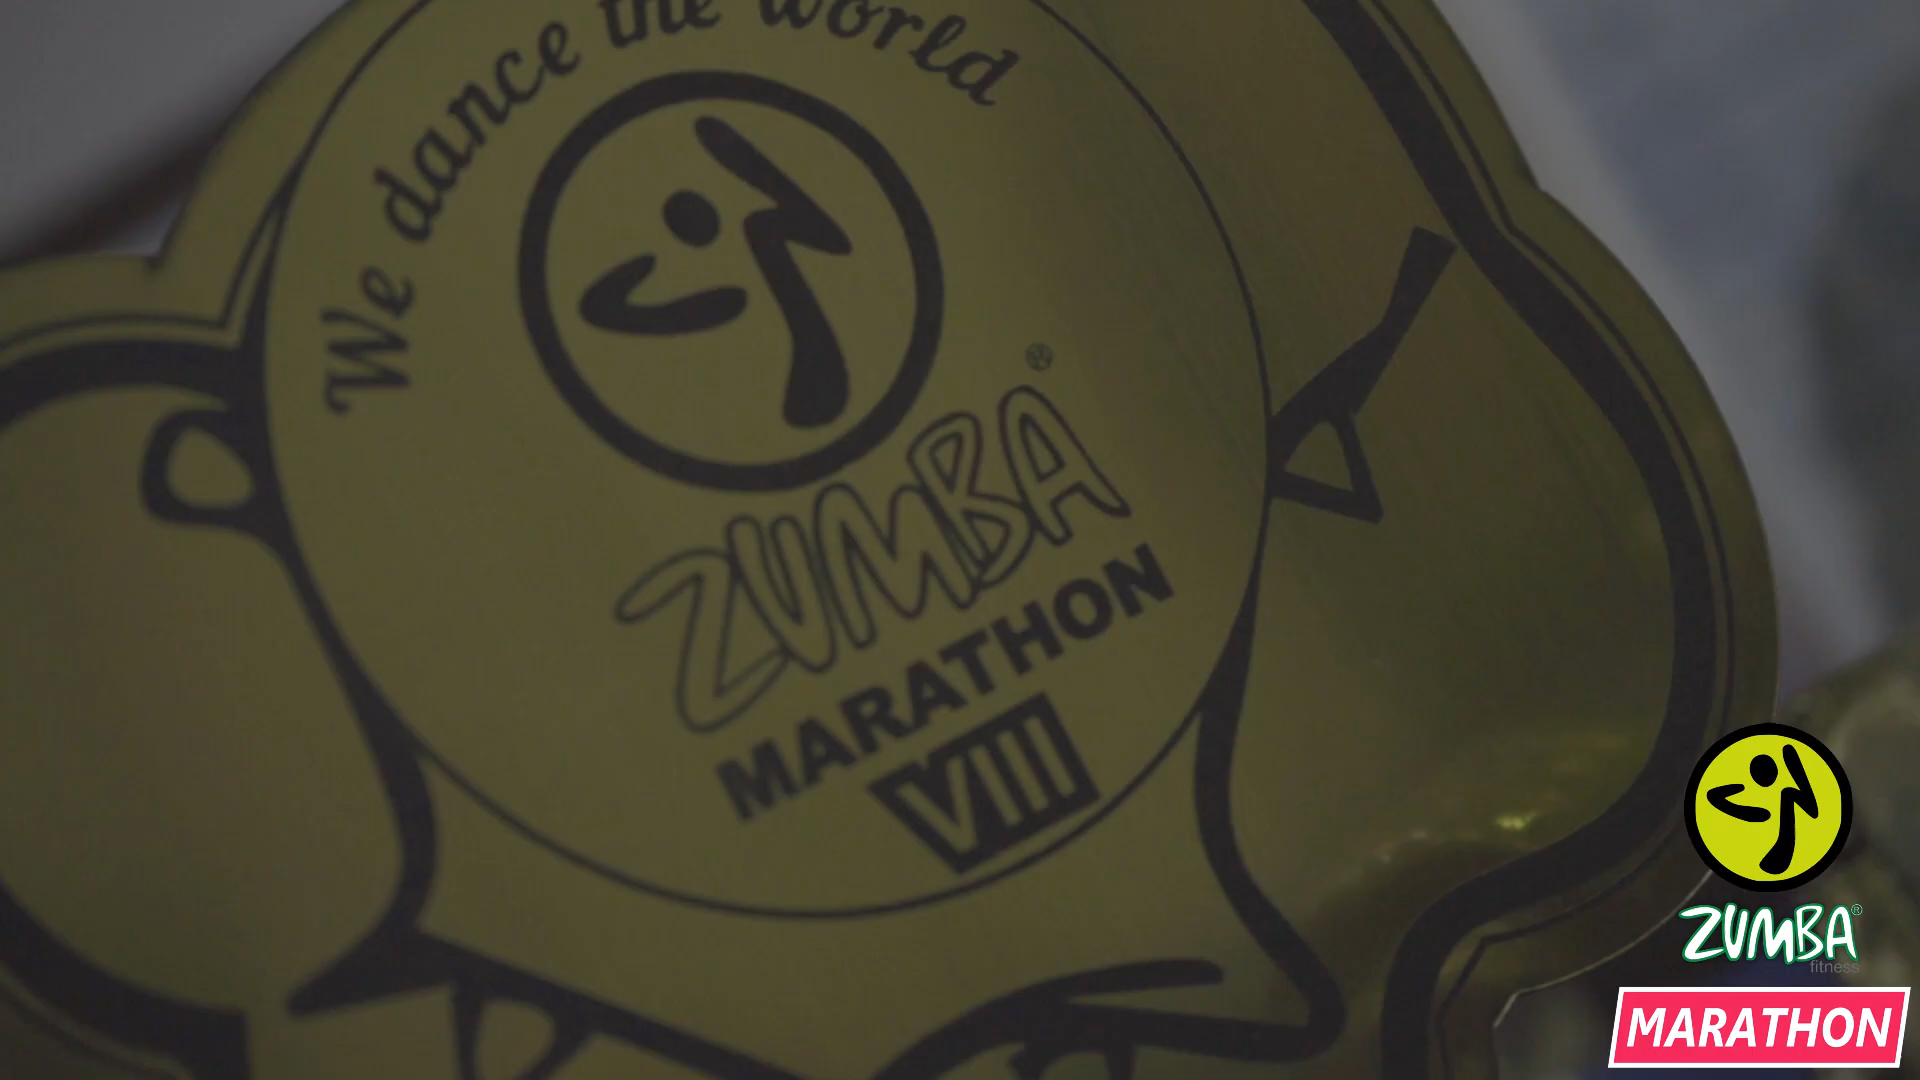 We dance the world
ZUMBA®
MARATHON
VIII
ZUMBA®
fitness
MARATHON